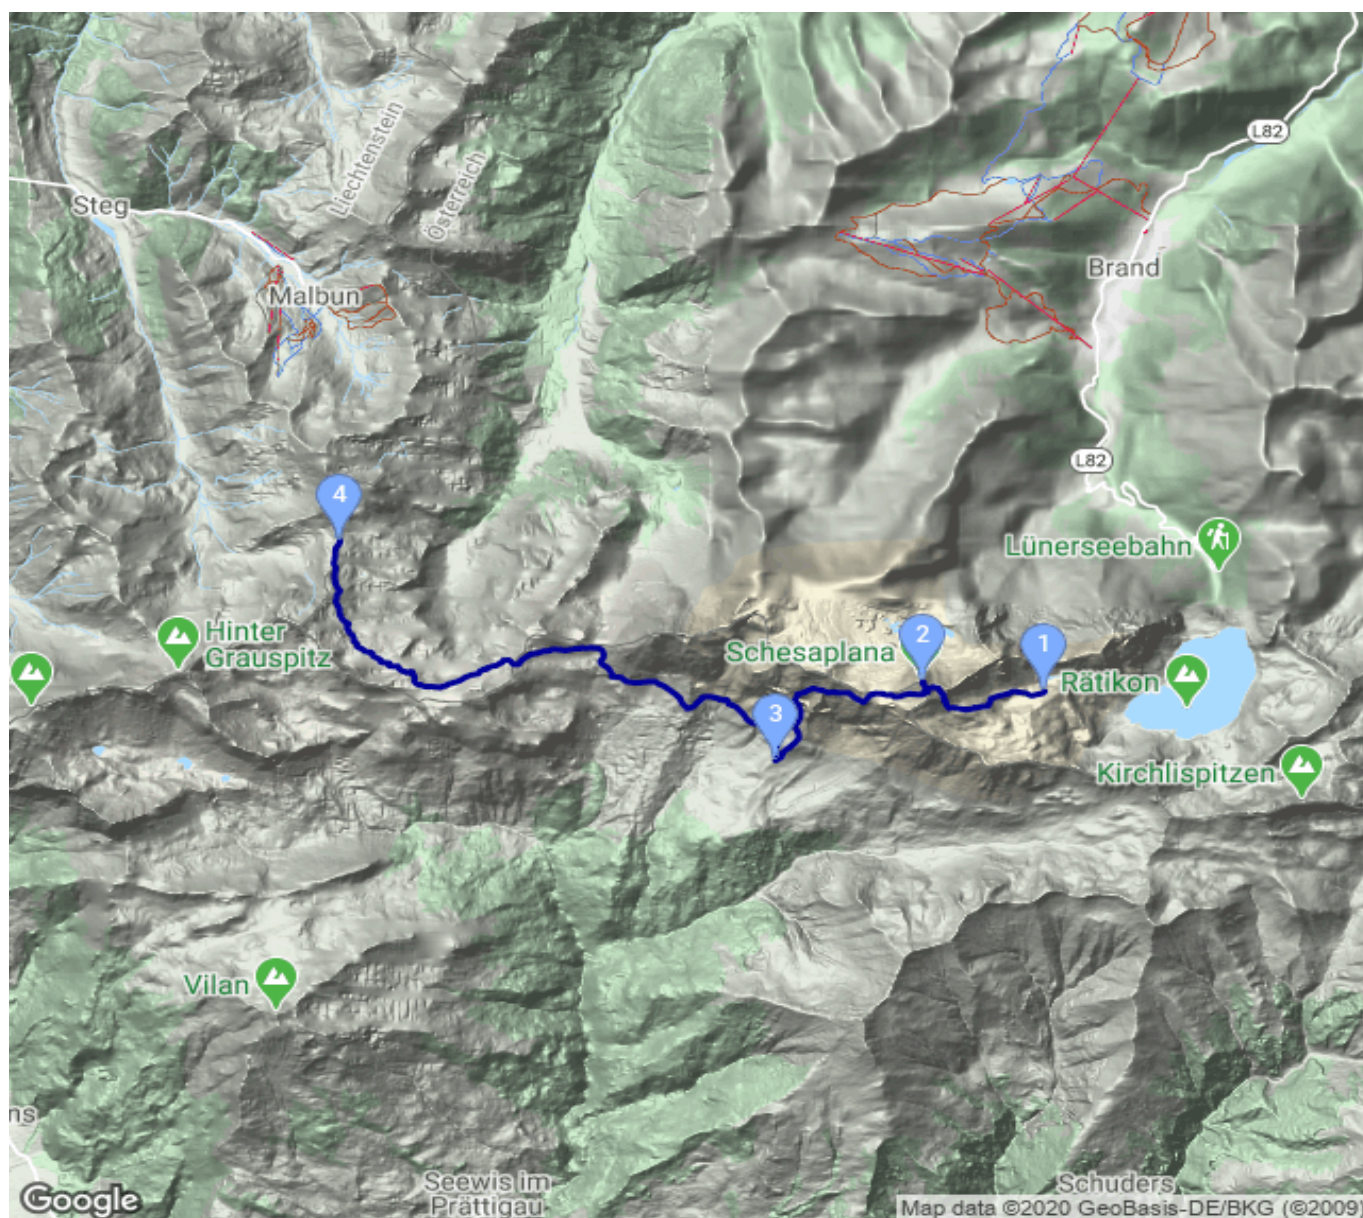 L82
Liechtenstein
Österreich
Steg
Brand
Malbun
L82
4
Lünerseebahn
Hinter
Grauspitz
2
1
Schesaplana
Rätikon
3
Kirchlispitzen
Vilan
ns
Seewis im
Prättigau
Schuders
Google
Map data ©2020 GeoBasis-DE/BKG (©2009)